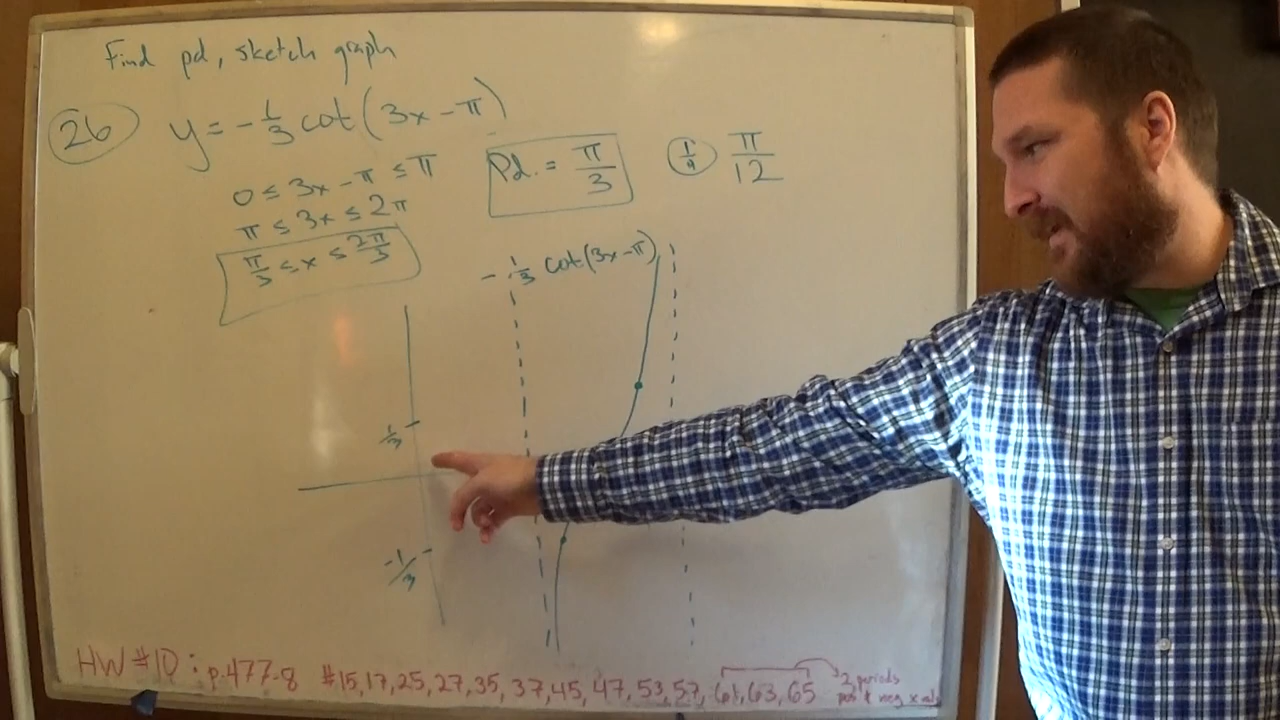 Find pd, sketch graph
26 y = -1/3 cot(3x - π)
0 ≤ 3x - π ≤ π
π ≤ 3x ≤ 2π
π/3 ≤ x ≤ 2π/3
Pd. = π/3
1/4 π/12
-1/3 cot(3x-π)
1/3
-1/3
HW #10 : p.477-8 #15,17,25,27,35,37,45,47,53,57,61,63,65
2 periods
pos & neg x